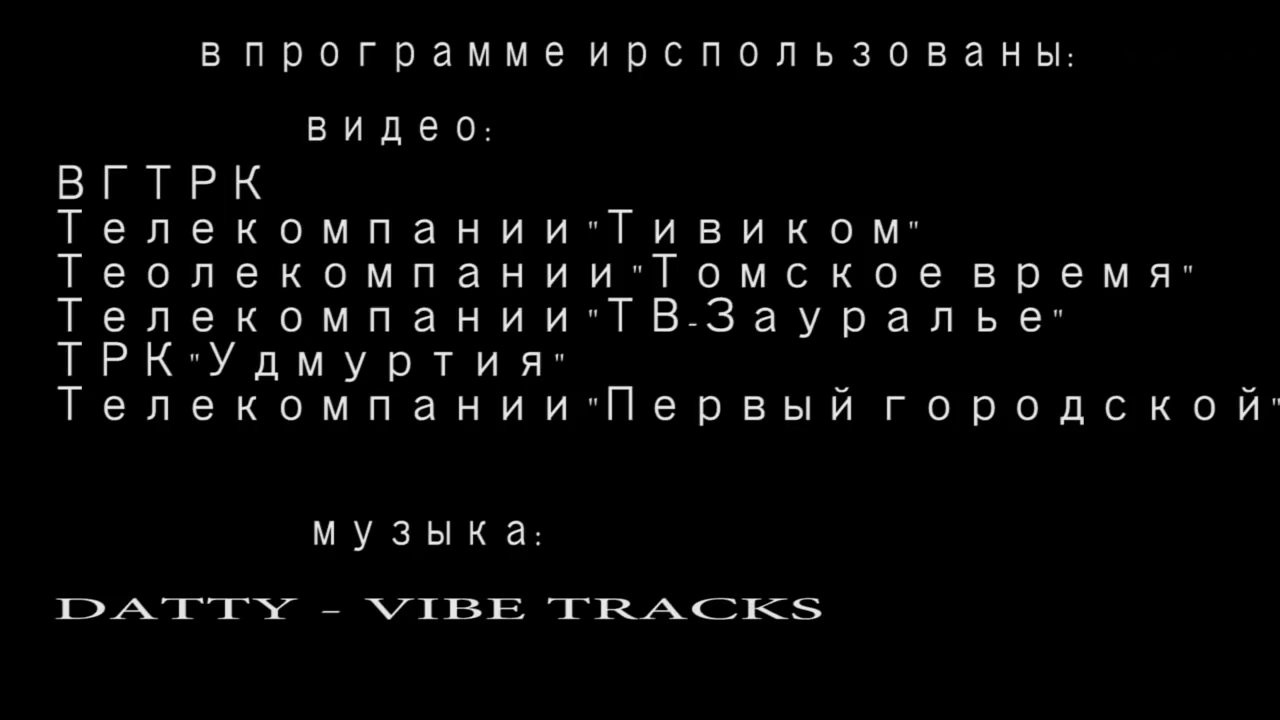 в программе ирспользованы:
видео:
ВГТРК
Телекомпании "Тивиком"
Теолекомпании "Томское время"
Телекомпании "ТВ-Зауралье"
ТРК "Удмуртия"
Телекомпании "Первый городской"
музыка:
DATTY - VIBE TRACKS